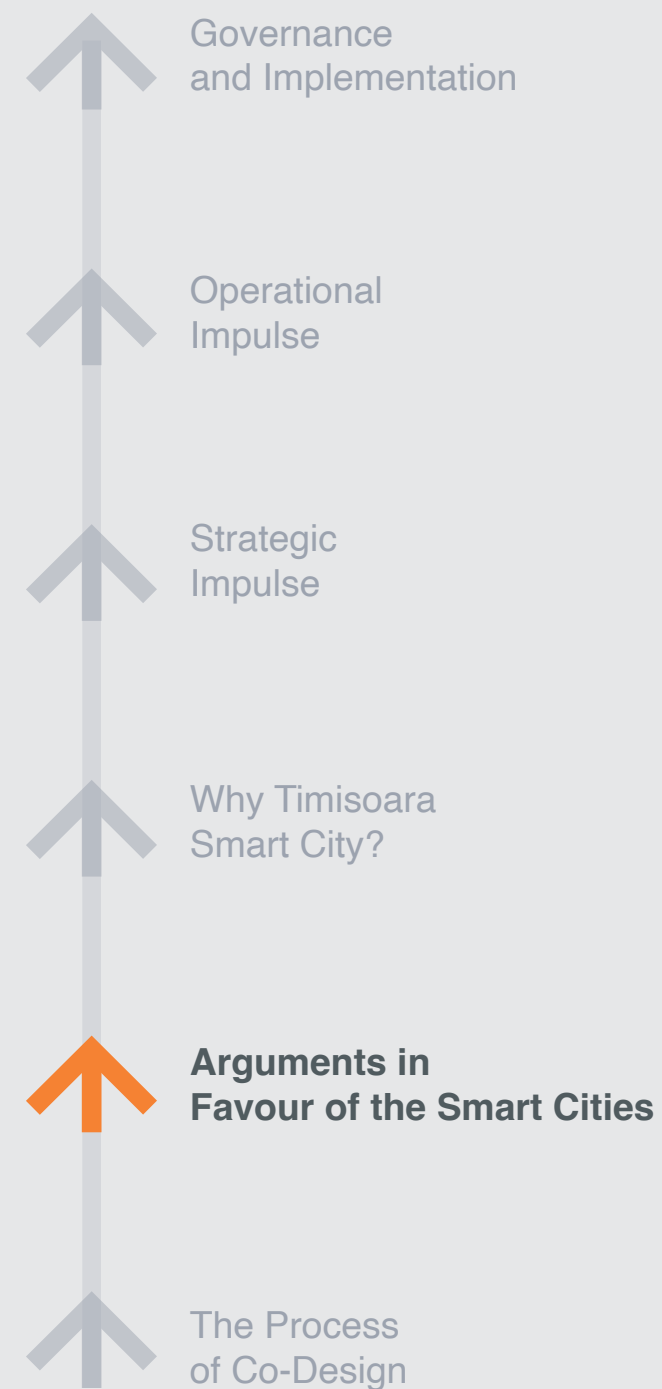 Governance
and Implementation
Operational
Impulse
Strategic
Impulse
Why Timisoara
Smart City?
Arguments in
Favour of the Smart Cities
The Process
of Co-Design